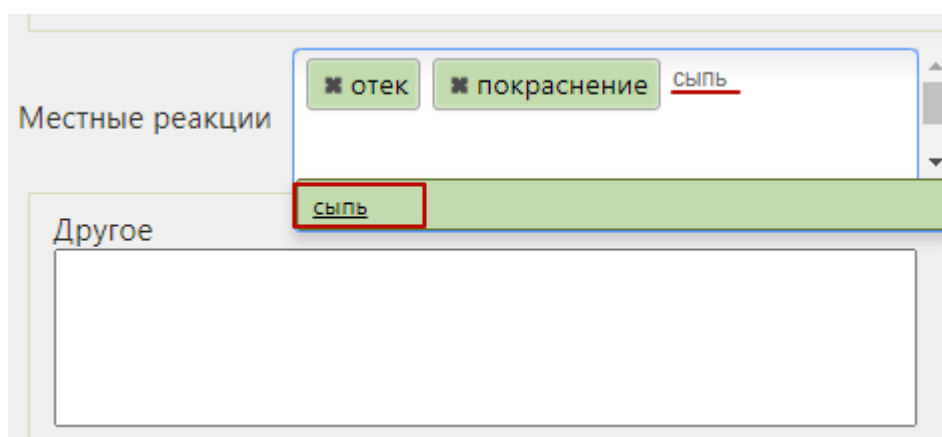 Местные реакции
✖ отек ✖ покраснение сыпь
сыпь
Другое